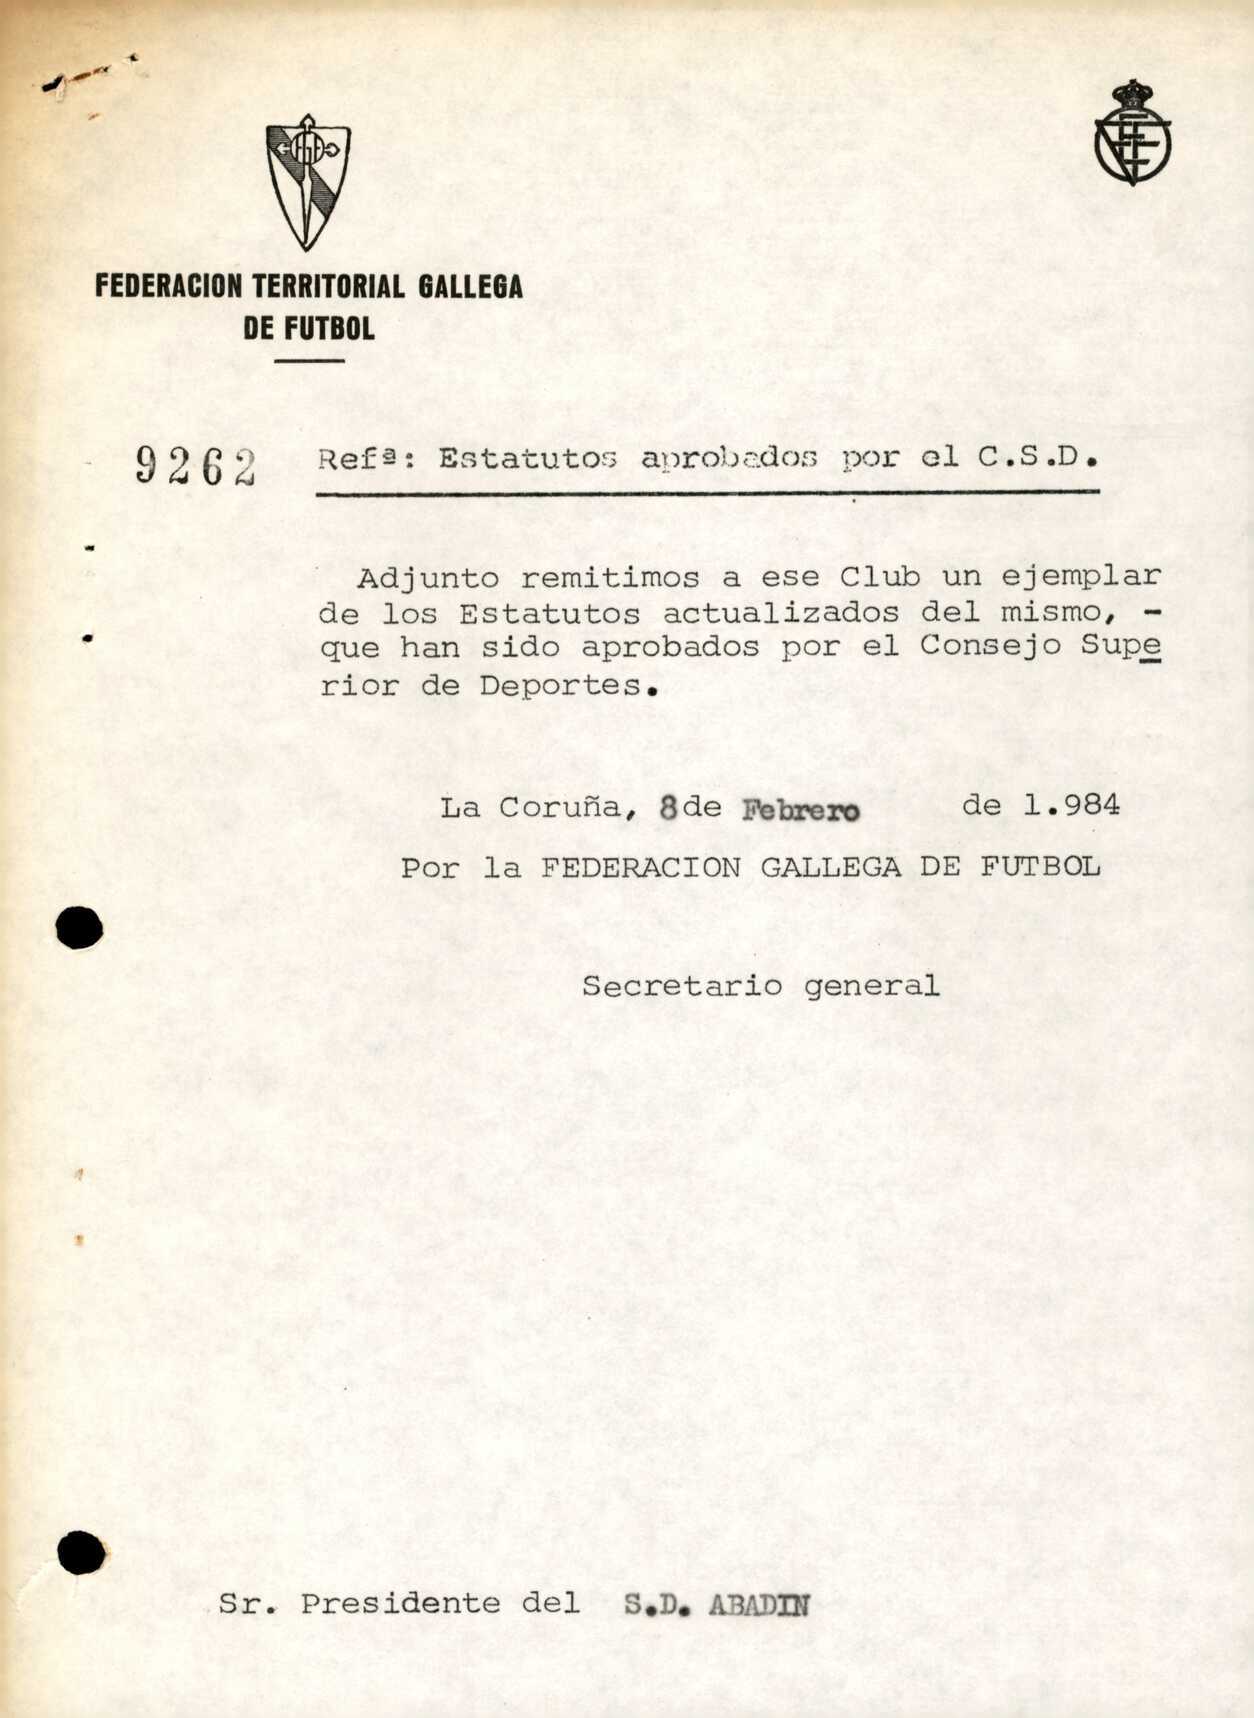 FEDERACION TERRITORIAL GALLEGA
DE FUTBOL
9262 Refª: Estatutos aprobados por el C.S.D.
Adjunto remitimos a ese Club un ejemplar
de los Estatutos actualizados del mismo, -
que han sido aprobados por el Consejo Supe
rior de Deportes.
La Coruña, 8 de Febrero de 1.984
Por la FEDERACION GALLEGA DE FUTBOL
Secretario general
Sr. Presidente del S.D. ABADIN